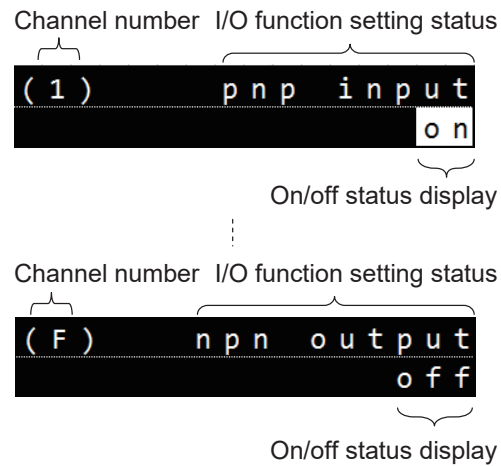 Channel number I/O function setting status
(1) pnp input
on
On/off status display
Channel number I/O function setting status
(F) npn output
off
On/off status display